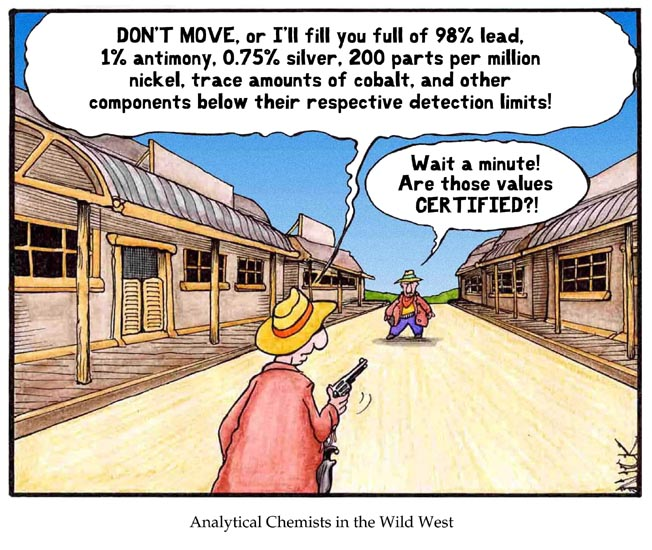 DON'T MOVE, or I'll fill you full of 98% lead,
1% antimony, 0.75% silver, 200 parts per million
nickel, trace amounts of cobalt, and other
components below their respective detection limits!
Wait a minute!
Are those values
CERTIFIED?!
NICK
Analytical Chemists in the Wild West